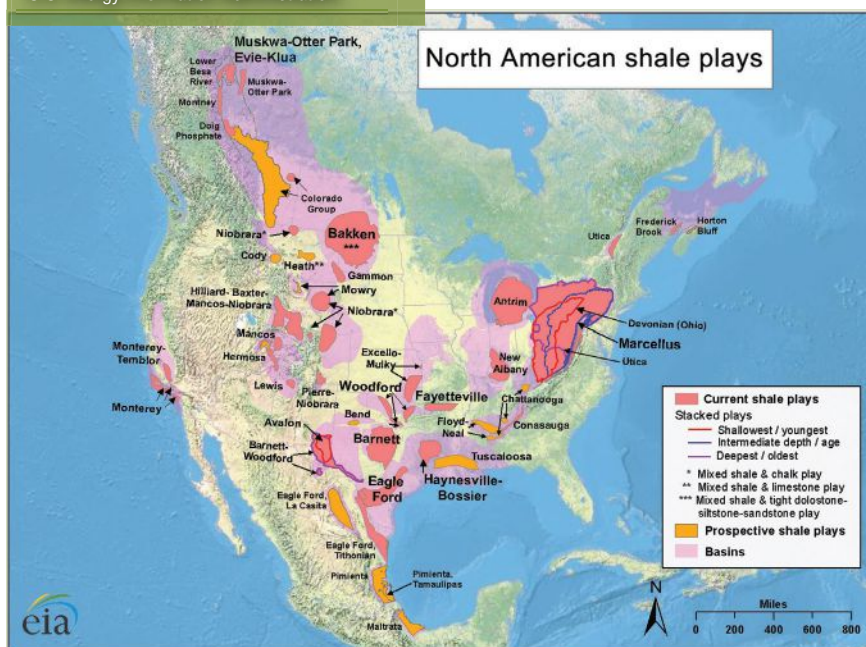 North American shale plays
Muskwa-Otter Park,
Evie-Klua
Lower
Besa
River
Muskwa-
Otter Park
Montney
Doig
Phosphate
Colorado
Group
Niobrara*
Bakken
***
Cody
Heath**
Gammon
Mowry
Hilliard- Baxter-
Mancos-Niobrara
Niobrara*
Mancos
Hermosa
Monterey-
Temblor
Monterey
Lewis
Pierre-
Niobrara
Excello-
Mulky
Woodford
Fayetteville
Bend
Avalon
Barnett-
Woodford
Barnett
Eagle
Ford
Haynesville-
Bossier
Tuscaloosa
Floyd-
Neal
Conasauga
Chattanooga
New
Albany
Antrim
Devonian (Ohio)
Marcellus
Utica
Utica
Frederick
Brook
Horton
Bluff
Eagle Ford,
La Casita
Eagle Ford,
Tithonian
Pimienta
Pimienta,
Tamaulipas
Maltrata
Current shale plays
Stacked plays
Shallowest / youngest
Intermediate depth / age
Deepest / oldest
* Mixed shale & chalk play
** Mixed shale & limestone play
*** Mixed shale & tight dolostone-
siltstone-sandstone play
Prospective shale plays
Basins
N
Miles
0 200 400 600 800
eia